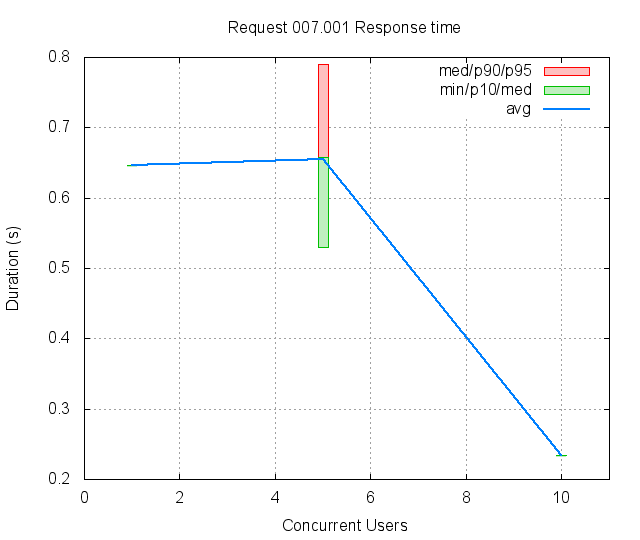 Request 007.001 Response time
med/p90/p95
min/p10/med
avg
Duration (s)
0.8
0.7
0.6
0.5
0.4
0.3
0.2
0 2 4 6 8 10
Concurrent Users